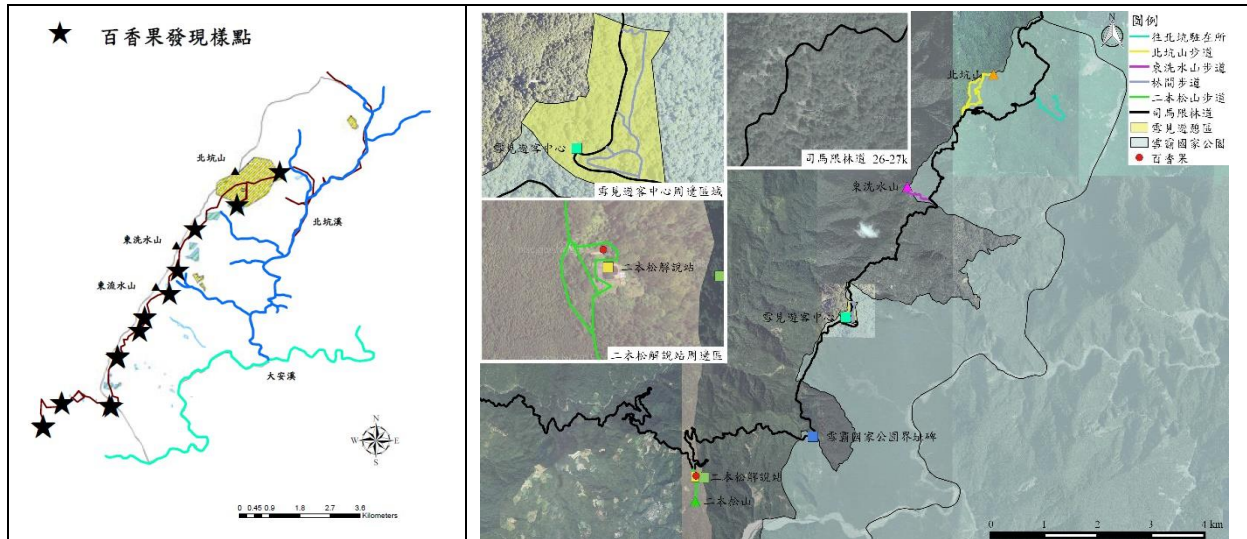 百香果發現樣點
北坑山
北坑溪
東洗水山
東流水山
大安溪
N
W
E
S
0 0.45 0.9 1.8 2.7 3.6
Kilometers
雪見遊客中心
雪見遊客中心周邊區域
司馬限林道 26-27k
二本松解說站
二本松解說站周邊區
N
圖例
往北坑駐在所
北坑山步道
東洗水山步道
林間步道
二本松山步道
司馬限林道
雪見遊憩區
雪霸國家公園
百香果
北坑山
東洗水山
雪見遊客中心
雪霸國家公園界址碑
二本松解說站
二本松山
0 1 2 3 4 km